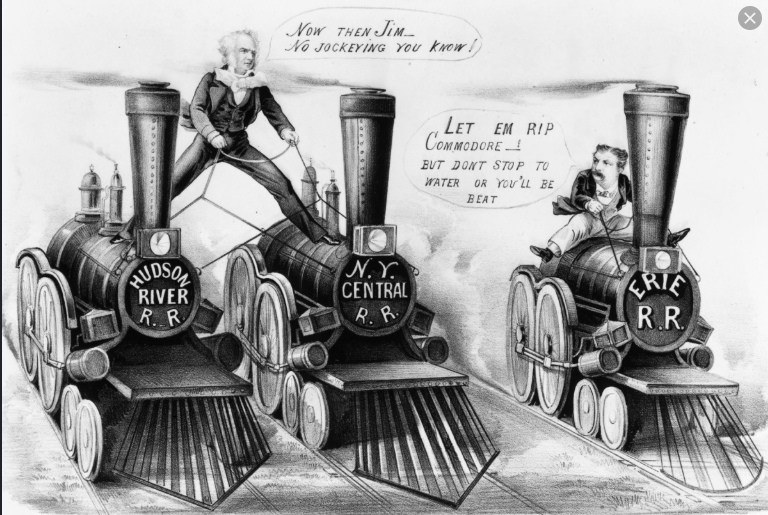 NOW THEN JIM_
NO JOCKEYING YOU KNOW!
LET EM RIP
COMMODORE_!
BUT DONT STOP TO
WATER OR YOU'LL BE
BEAT
HUDSON
RIVER
R.R.
N.Y.
CENTRAL
R.R.
ERIE
R.R.